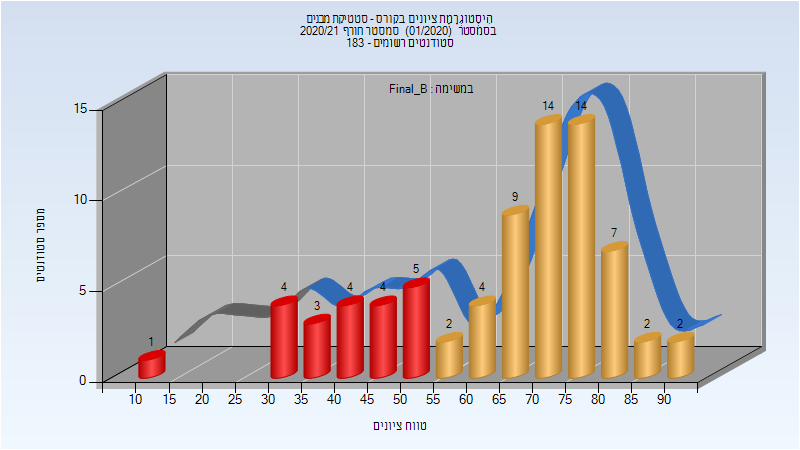 היסטוגרמת ציונים בקורס - סטטיקת מבנים
בסמסטר (01/2020) סמסטר חורף 2020/21
סטודנטים רשומים - 183
במשימה : Final_B
מספר סטודנטים
15
10
5
0
1
4
3
4
4
5
2
4
9
14
14
7
2
2
10 15 20 25 30 35 40 45 50 55 60 65 70 75 80 85 90
טווח ציונים